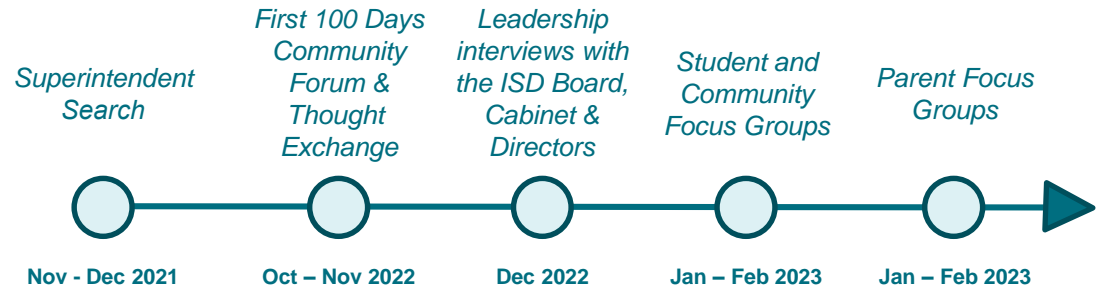 Superintendent
Search
First 100 Days
Community
Forum &
Thought
Exchange
Leadership
interviews with
the ISD Board,
Cabinet &
Directors
Student and
Community
Focus Groups
Parent Focus
Groups
Nov - Dec 2021
Oct – Nov 2022
Dec 2022
Jan – Feb 2023
Jan – Feb 2023